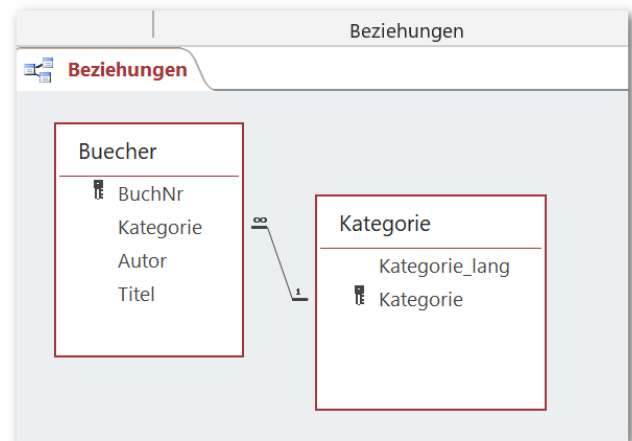 Beziehungen
Beziehungen
Buecher
BuchNr
Kategorie
Autor
Titel
∞
1
Kategorie
Kategorie_lang
Kategorie